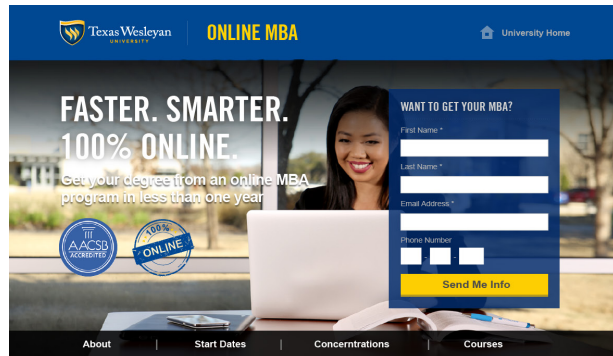 Texas Wesleyan
UNIVERSITY
ONLINE MBA
University Home
FASTER. SMARTER.
100% ONLINE.
Get your degree from an online MBA
program in less than one year
AACSB
ACCREDITED
100%
ONLINE
WANT TO GET YOUR MBA?
First Name *
Last Name *
Email Address *
Phone Number
- -
Send Me Info
About | Start Dates | Concerntrations | Courses